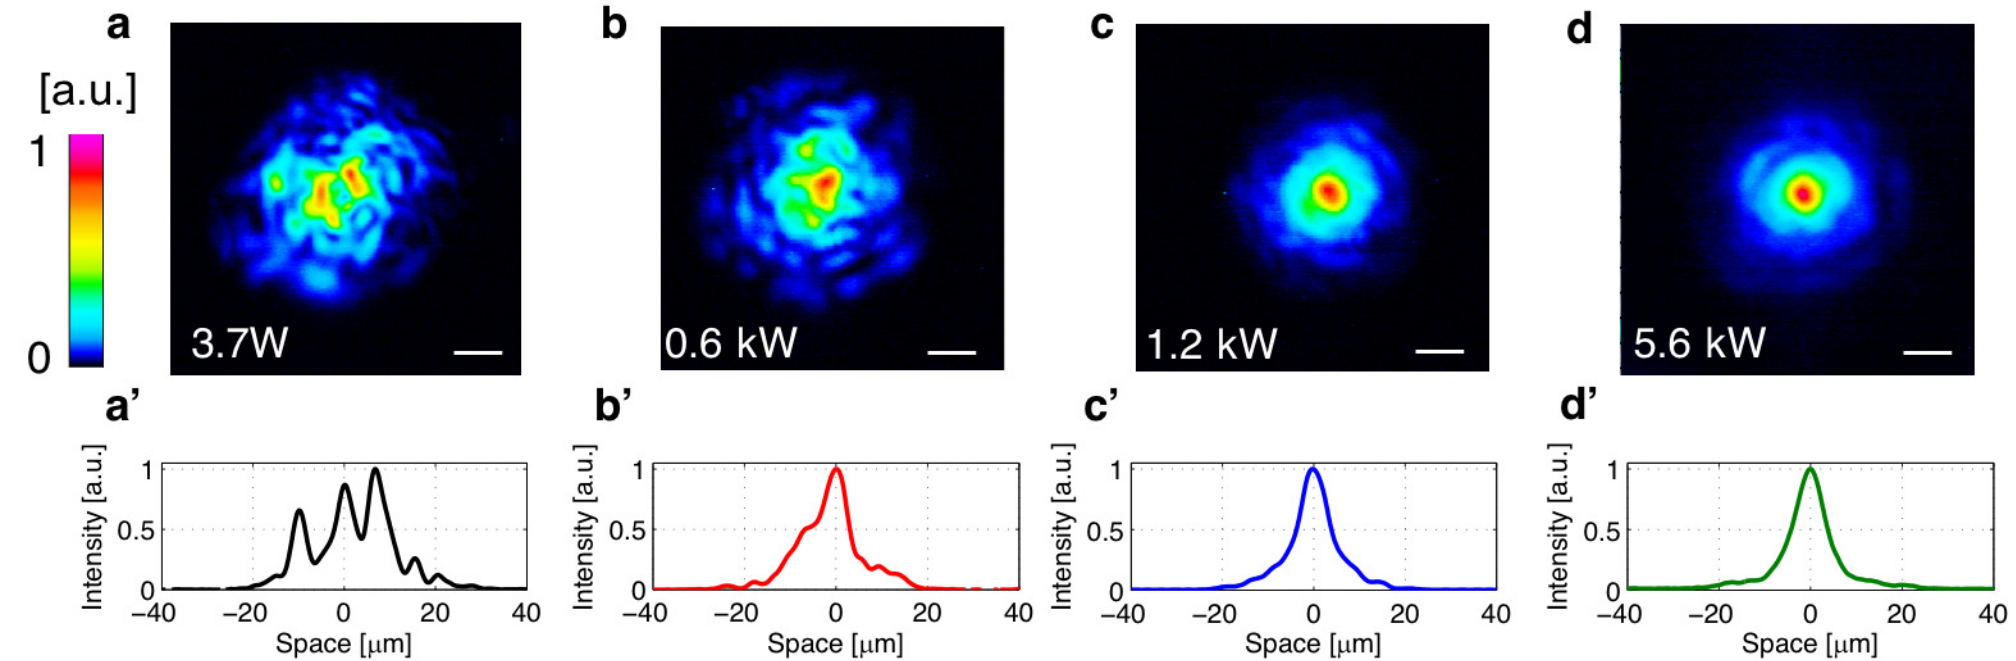 a
b
c
d
[a.u.]
1
0
3.7W
0.6 kW
1.2 kW
5.6 kW
a’
b’
c’
d’
Intensity [a.u.]
1
0.5
0
−40
−20
0
20
40
Space [μm]
Intensity [a.u.]
1
0.5
0
−40
−20
0
20
40
Space [μm]
Intensity [a.u.]
1
0.5
0
−40
−20
0
20
40
Space [μm]
Intensity [a.u.]
1
0.5
0
−40
−20
0
20
40
Space [μm]